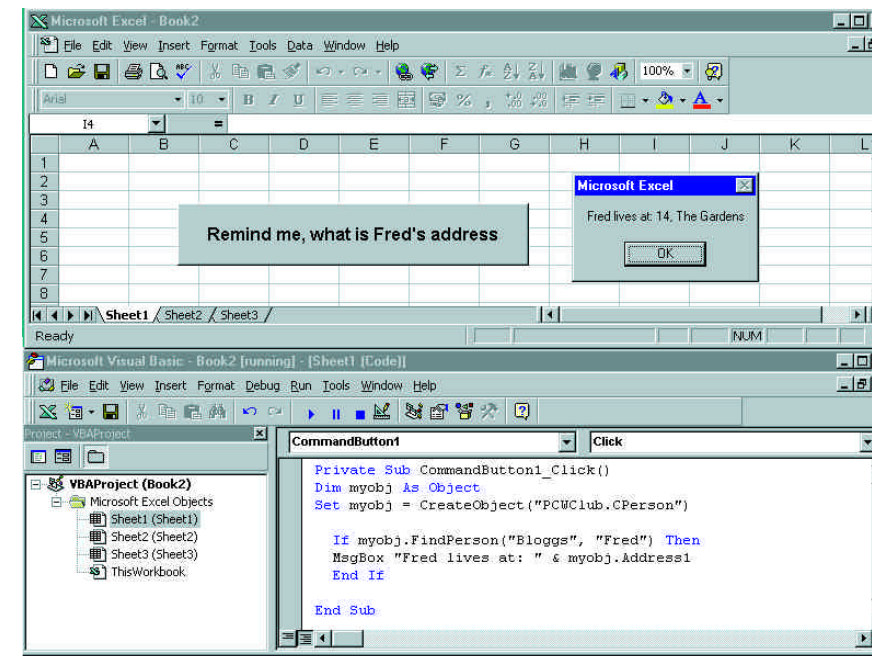 Microsoft Excel - Book2
File Edit View Insert Format Tools Data Window Help
ABC 100%
Arial 10 B I U % , +.0 .00 .00 +.0 A
I4 =
A B C D E F G H I J K L
1
2
Microsoft Excel
3
4
Fred lives at: 14, The Gardens
Remind me, what is Fred's address
5
6
OK
7
8
Sheet1 Sheet2 Sheet3
Ready NUM
Microsoft Visual Basic - Book2 [running] - [Sheet1 [Code]]
File Edit View Insert Format Debug Run Tools Window Help
Project - VBAProject
CommandButton1 Click
VBAProject (Book2)
Microsoft Excel Objects
Sheet1 (Sheet1)
Sheet2 (Sheet2)
Sheet3 (Sheet3)
ThisWorkbook
Private Sub CommandButton1_Click()
Dim myobj As Object
Set myobj = CreateObject("PCWClub.CPerson")
If myobj.FindPerson("Bloggs", "Fred") Then
MsgBox "Fred lives at: " & myobj.Address1
End If
End Sub